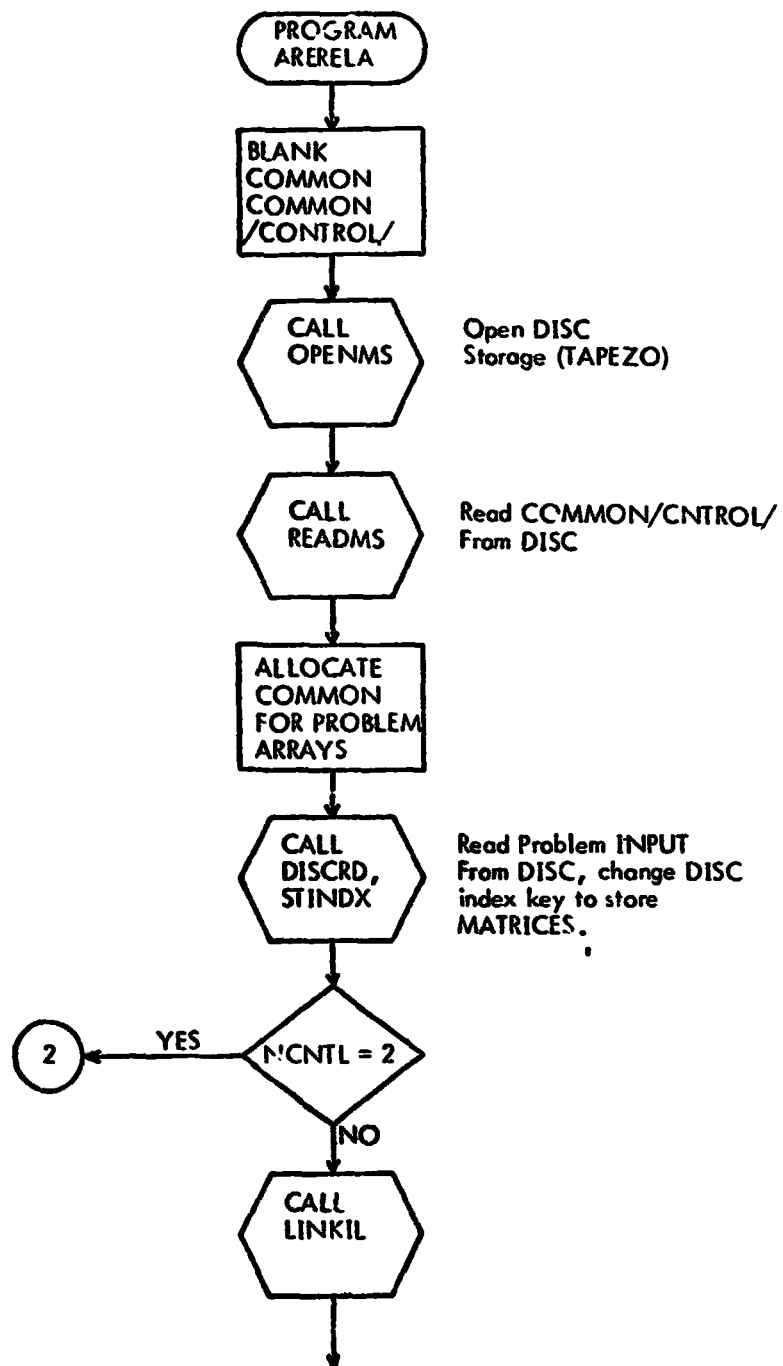 PROGRAM
ARERELA
BLANK
COMMON
COMMON
/CONTROL/
CALL
OPENMS
Open DISC
Storage (TAPEZO)
CALL
READMS
Read COMMON/CNTROL/
From DISC
ALLOCATE
COMMON
FOR PROBLEM
ARRAYS
CALL
DISCRD,
STINDX
Read Problem INPUT
From DISC, change DISC
index key to store
MATRICES.
2
YES
NCNTL = 2
NO
CALL
LINKIL